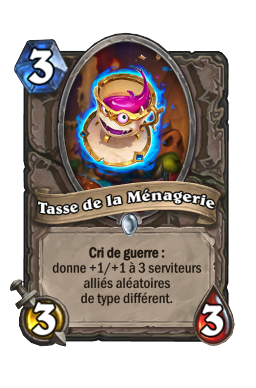 3
Tasse de la Ménagerie
Cri de guerre :
donne +1/+1 à 3 serviteurs
alliés aléatoires
de type différent.
3
3